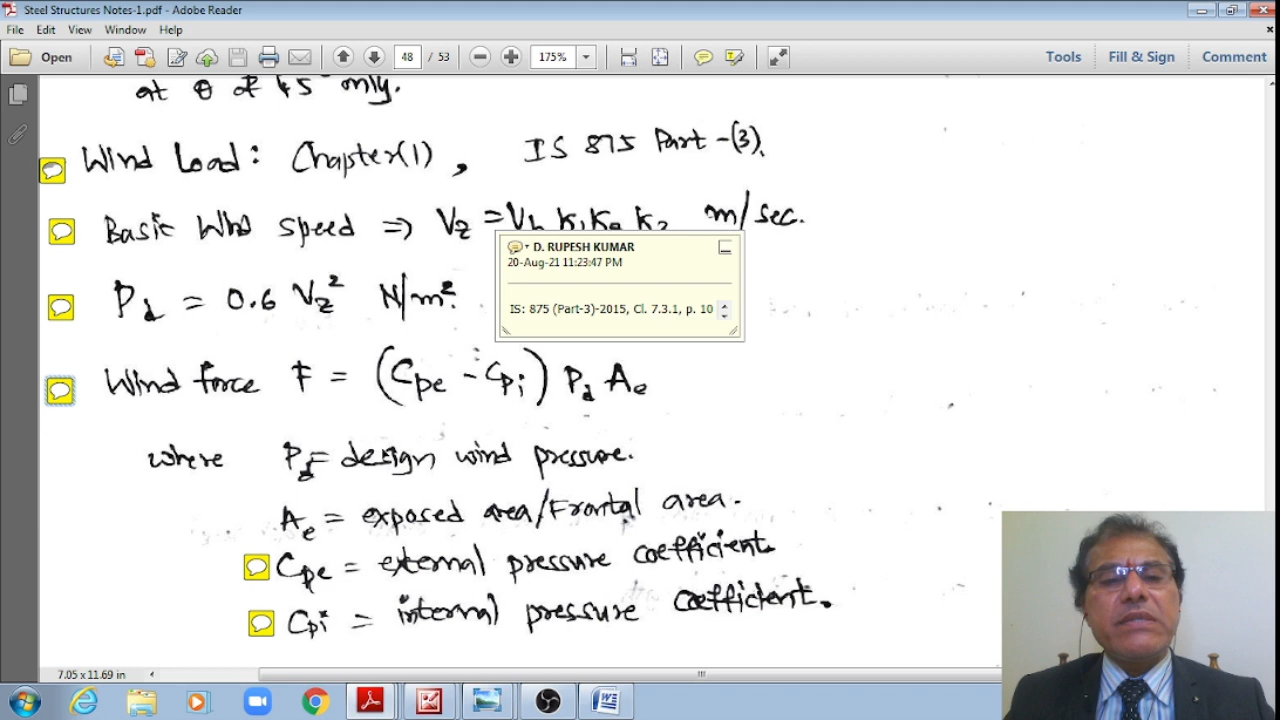 Steel Structures Notes-1.pdf - Adobe Reader
File Edit View Window Help
Open 48 / 53 175% Tools Fill & Sign Comment
at θ of 45° only.
Wind Load: Chapter(1), IS 875 Part-(3).
Basic Wind speed ⇒ Vz = Vb K1 K2 K3 m/sec.
D. RUPESH KUMAR
20-Aug-21 11:23:47 PM
IS: 875 (Part-3)-2015, Cl. 7.3.1, p. 10
Pd = 0.6 Vz² N/m².
Wind force F = (Cpe - Cpi) Pd Ae
where Pd = design wind pressure.
Ae = exposed area/Frontal area.
Cpe = external pressure coefficient.
Cpi = internal pressure coefficient.
7.05 x 11.69 in